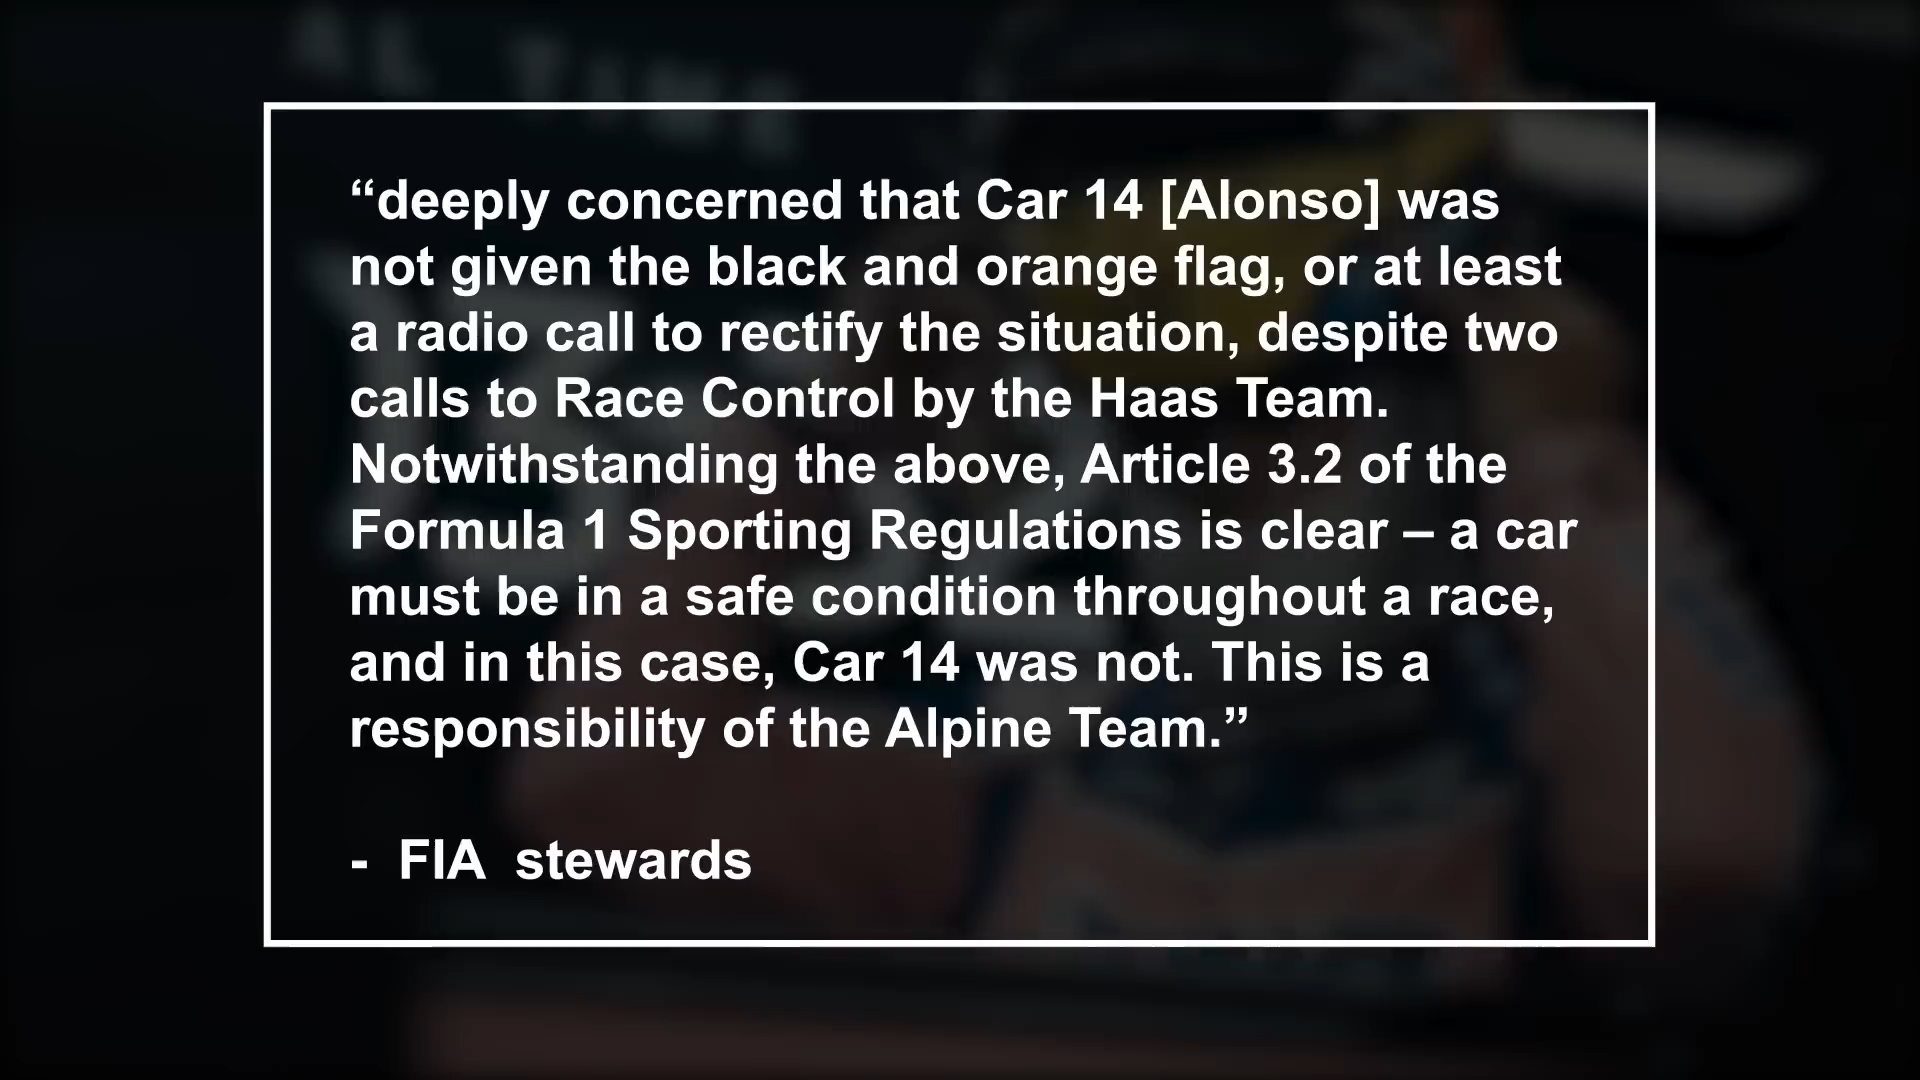 AL TIME
“deeply concerned that Car 14 [Alonso] was
not given the black and orange flag, or at least
a radio call to rectify the situation, despite two
calls to Race Control by the Haas Team.
Notwithstanding the above, Article 3.2 of the
Formula 1 Sporting Regulations is clear – a car
must be in a safe condition throughout a race,
and in this case, Car 14 was not. This is a
responsibility of the Alpine Team.”
- FIA stewards